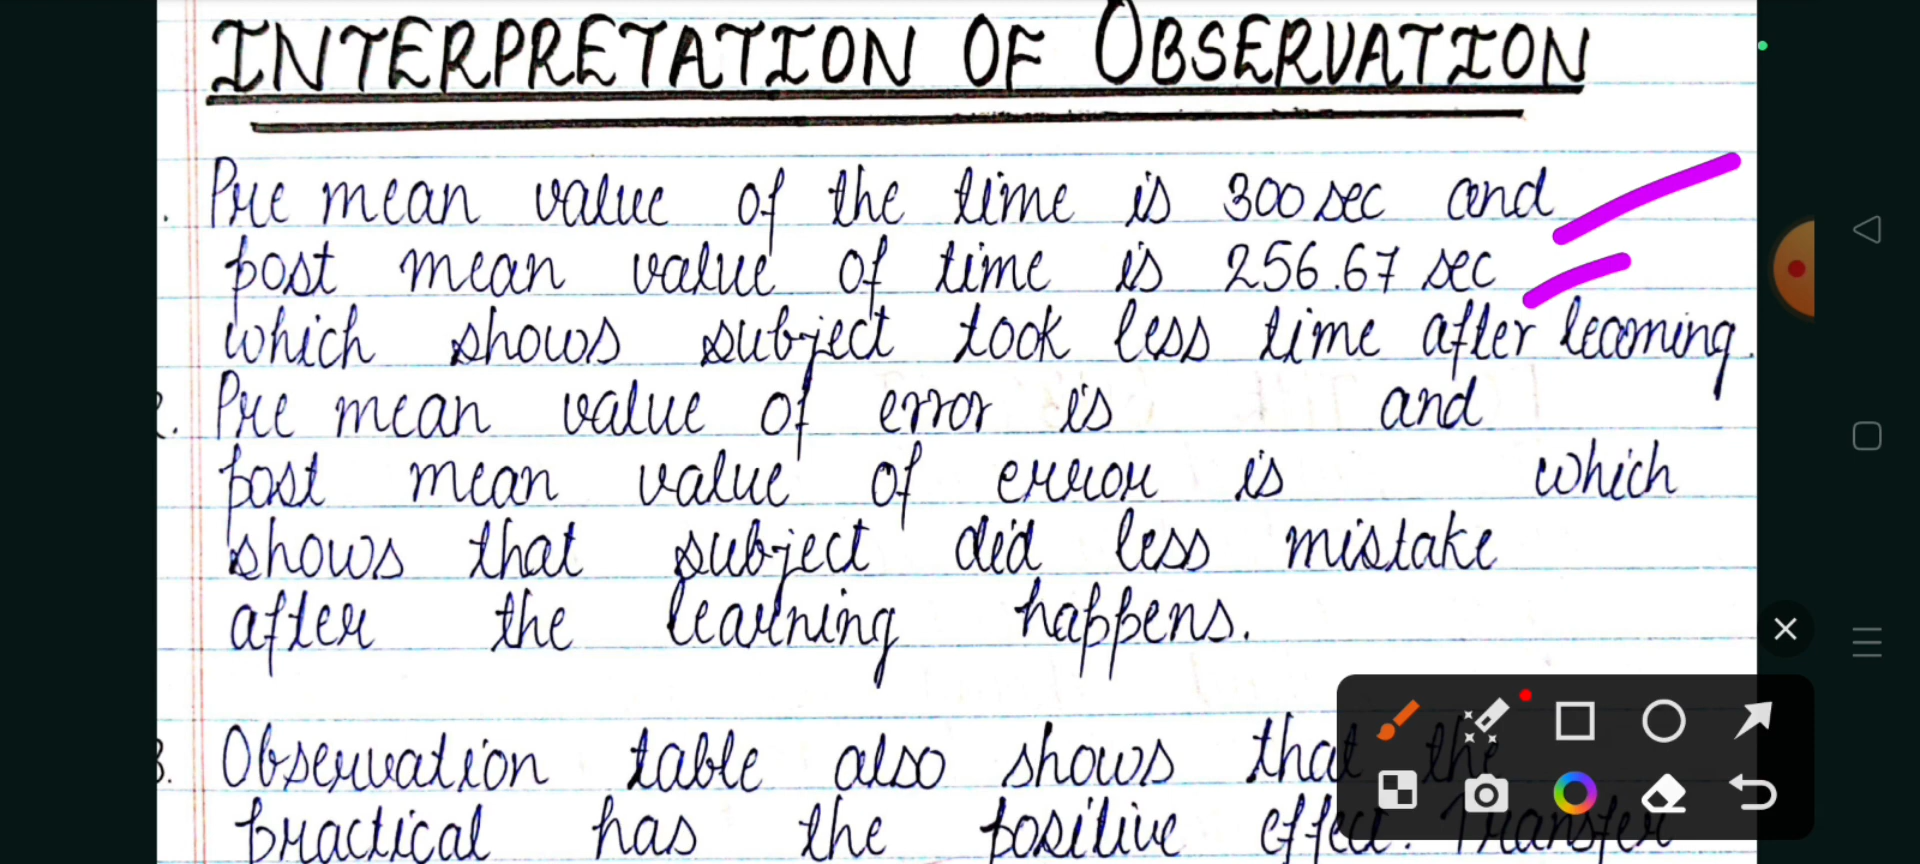 INTERPRETATION OF OBSERVATION
. Pre mean value of the time is 300 sec and
post mean value of time is 256.67 sec
which shows subject took less time after learning.
2. Pre mean value of error is and
post mean value of error is which
shows that subject did less mistake
after the learning happens.
3. Observation table also shows that the
practical has the positive effect. Transfer